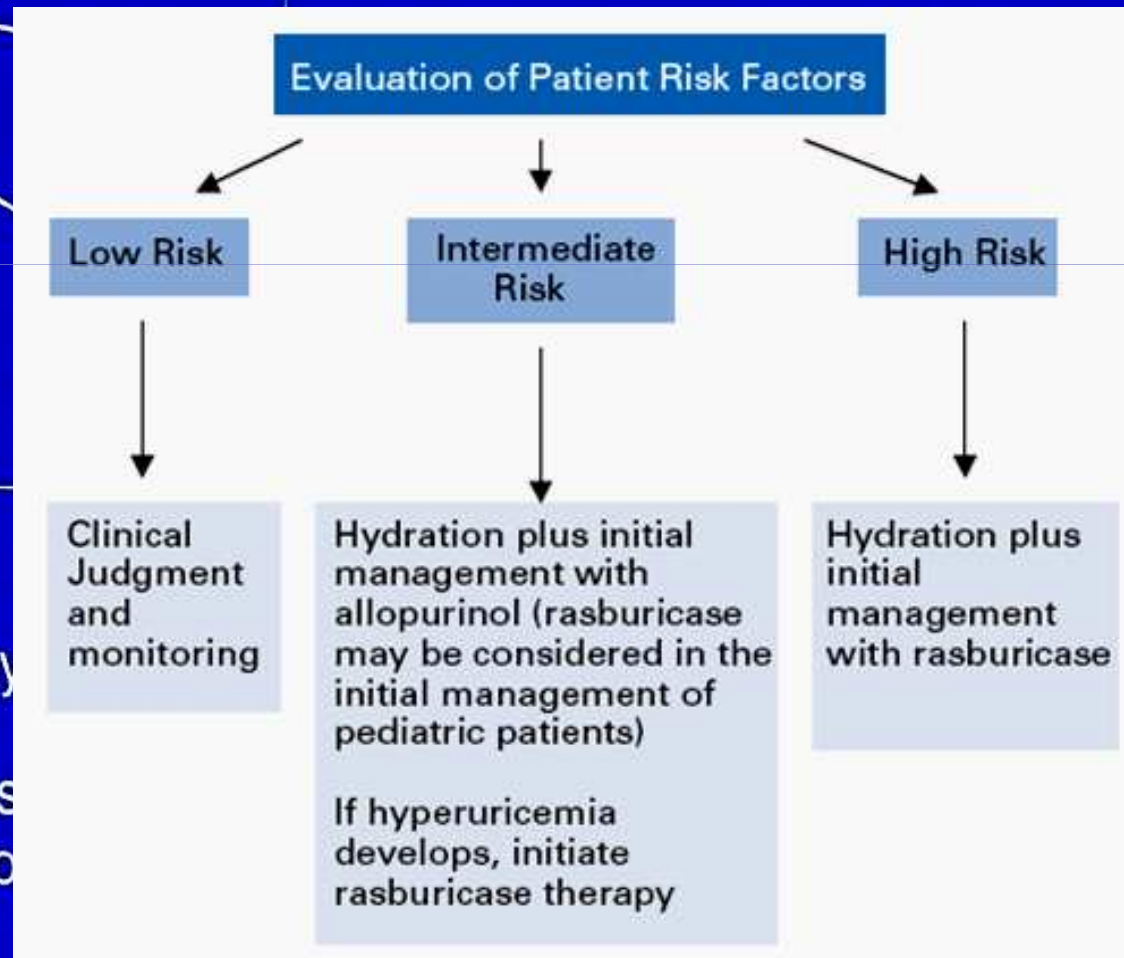 Evaluation of Patient Risk Factors
Low Risk
Intermediate
Risk
High Risk
Clinical
Judgment
and
monitoring
Hydration plus initial
management with
allopurinol (rasburicase
may be considered in the
initial management of
pediatric patients)
If hyperuricemia
develops, initiate
rasburicase therapy
Hydration plus
initial
management
with rasburicase